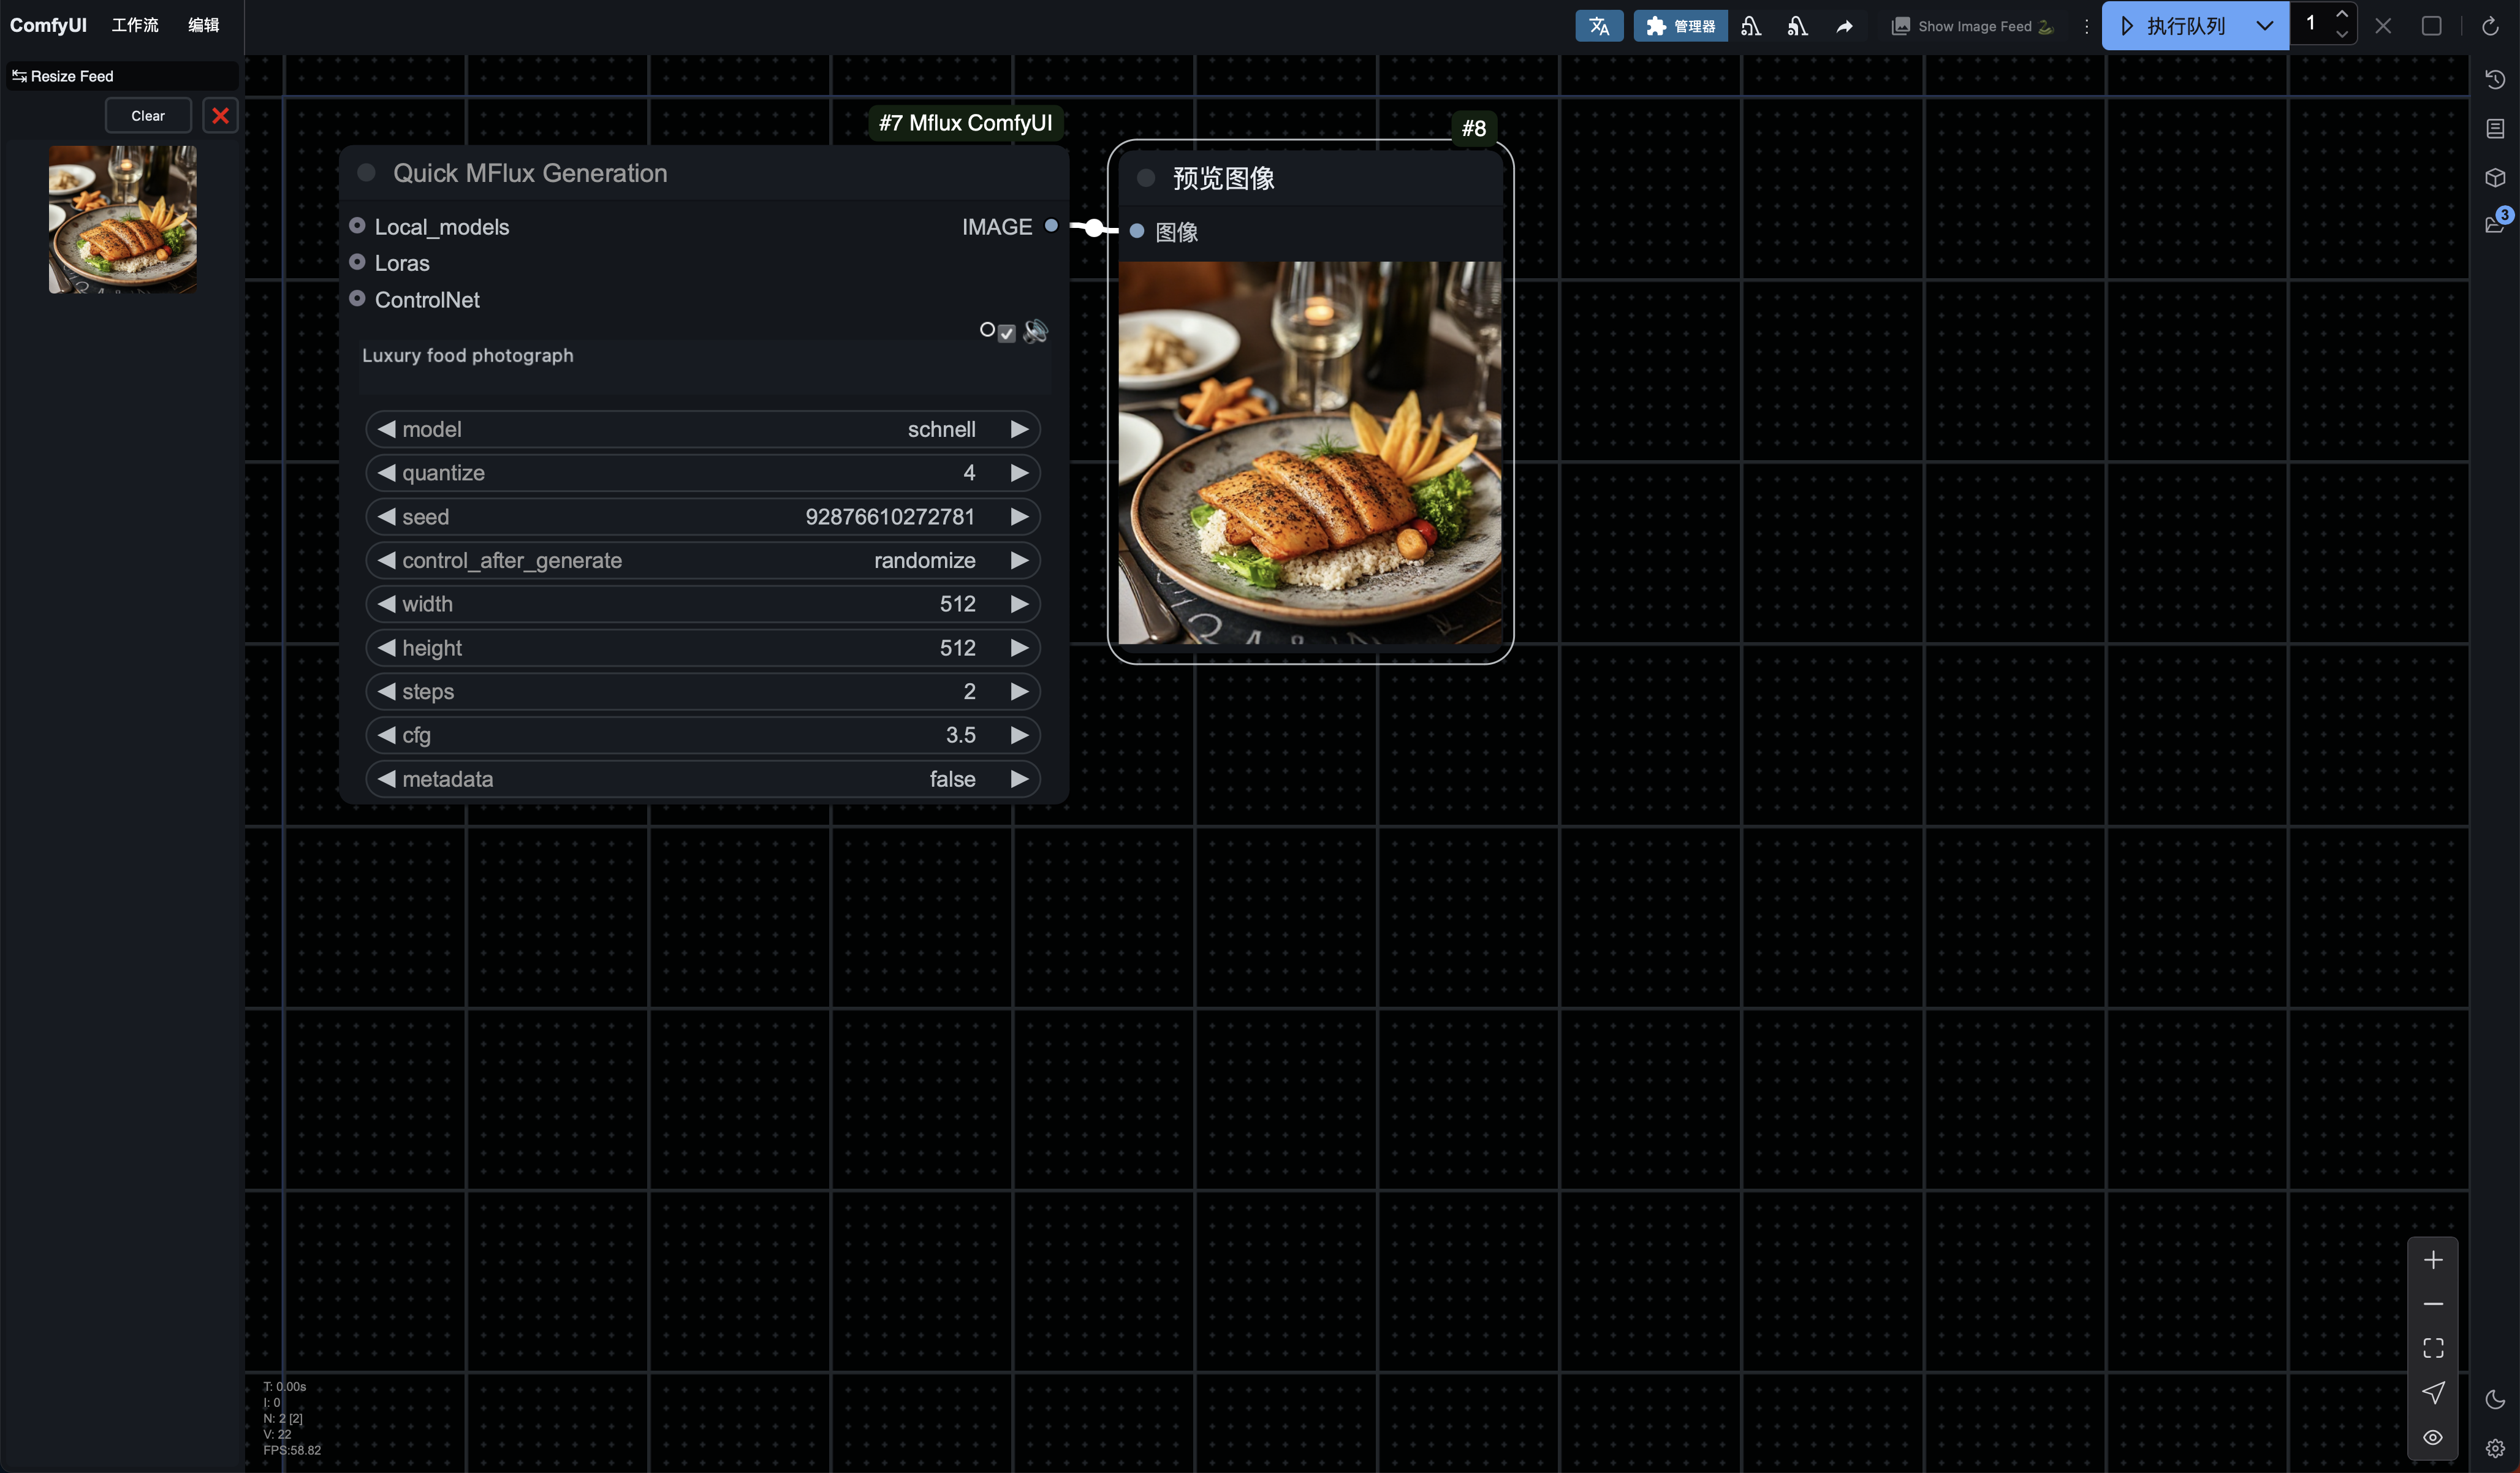 ComfyUI 工作流 编辑
管理器 Show Image Feed 执行队列 1
Resize Feed
Clear
3
#7 Mflux ComfyUI
#8
Quick MFlux Generation
预览图像
Local_models IMAGE
图像
Loras
ControlNet
Luxury food photograph
model schnell
quantize 4
seed 92876610272781
control_after_generate randomize
width 512
height 512
steps 2
cfg 3.5
metadata false
T: 0.00s
I: 0
N: 2 [2]
V: 22
FPS:58.82